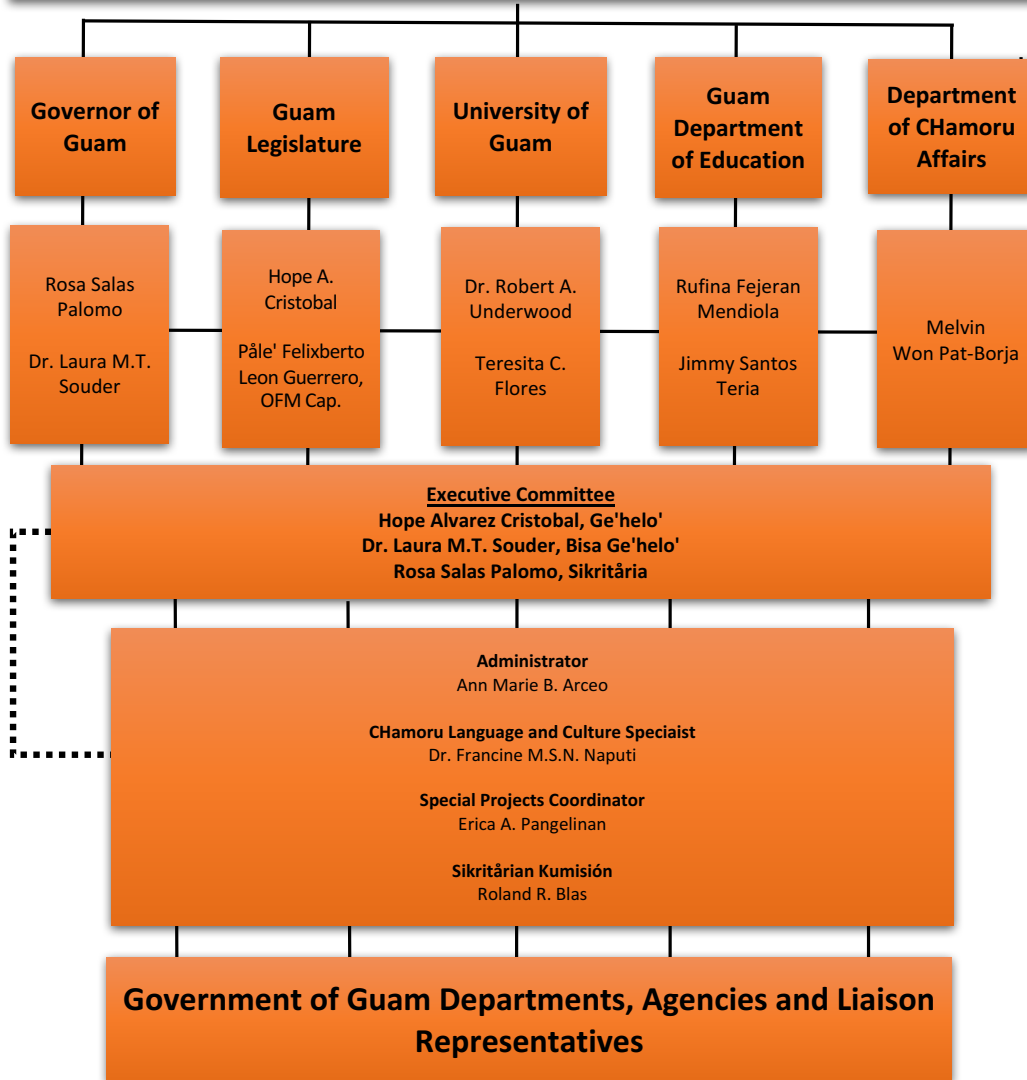 Governor of
Guam
Guam
Legislature
University of
Guam
Guam
Department
of Education
Department
of CHamoru
Affairs
Rosa Salas
Palomo
Dr. Laura M.T.
Souder
Hope A.
Cristobal
Påle' Felixberto
Leon Guerrero,
OFM Cap.
Dr. Robert A.
Underwood
Teresita C.
Flores
Rufina Fejeran
Mendiola
Jimmy Santos
Teria
Melvin
Won Pat-Borja
Executive Committee
Hope Alvarez Cristobal, Ge'helo'
Dr. Laura M.T. Souder, Bisa Ge'helo'
Rosa Salas Palomo, Sikritåria
Administrator
Ann Marie B. Arceo
CHamoru Language and Culture Speciaist
Dr. Francine M.S.N. Naputi
Special Projects Coordinator
Erica A. Pangelinan
Sikritårian Kumisión
Roland R. Blas
Government of Guam Departments, Agencies and Liaison
Representatives